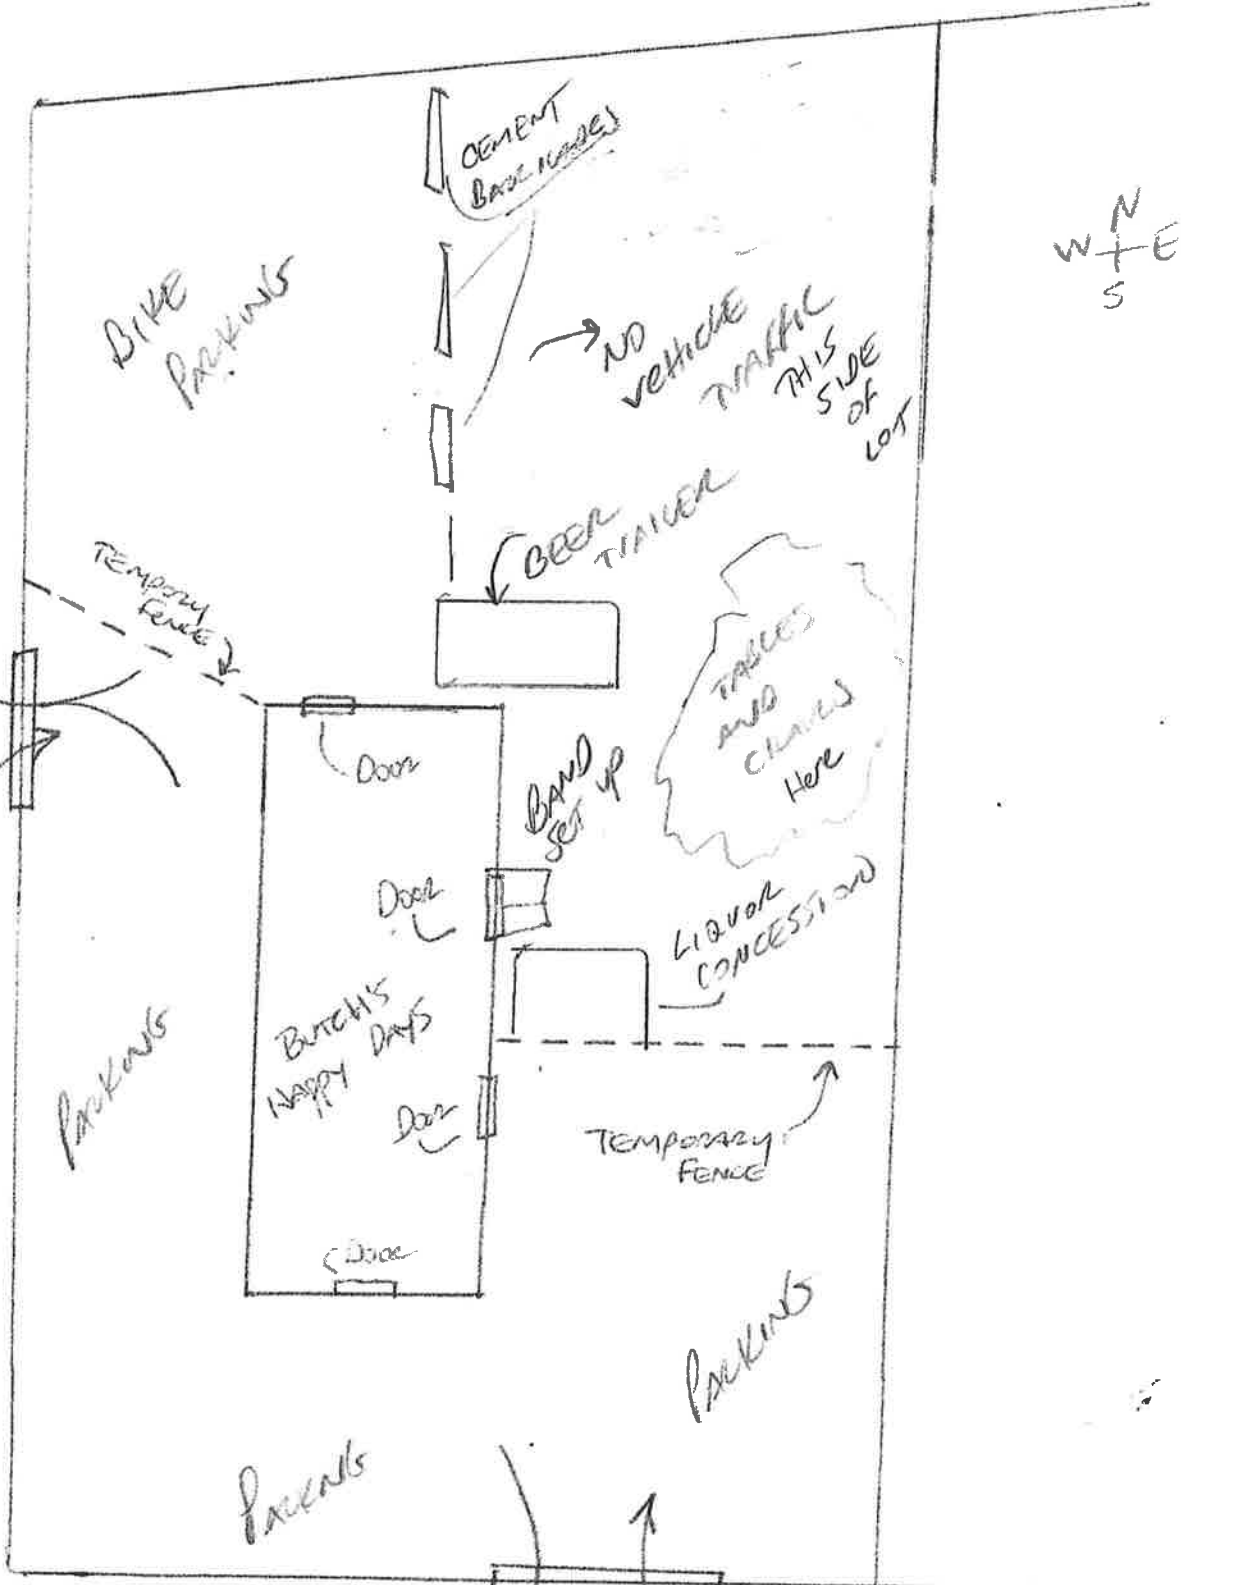 CEMENT
BARRICADES
N
W E
S
BIKE
PARKING
NO
VEHICLE
TRAFFIC
THIS
SIDE
OF
LOT
BEER
TRAILER
TEMPORY
FENCE
TABLES
AND
CHAIRS
Here
DOOR
BAND
SET UP
DOOR
LIQUOR
CONCESSION
BUTCH'S
HAPPY DAYS
PARKING
DOOR
TEMPORARY
FENCE
DOOR
PARKING
PARKING